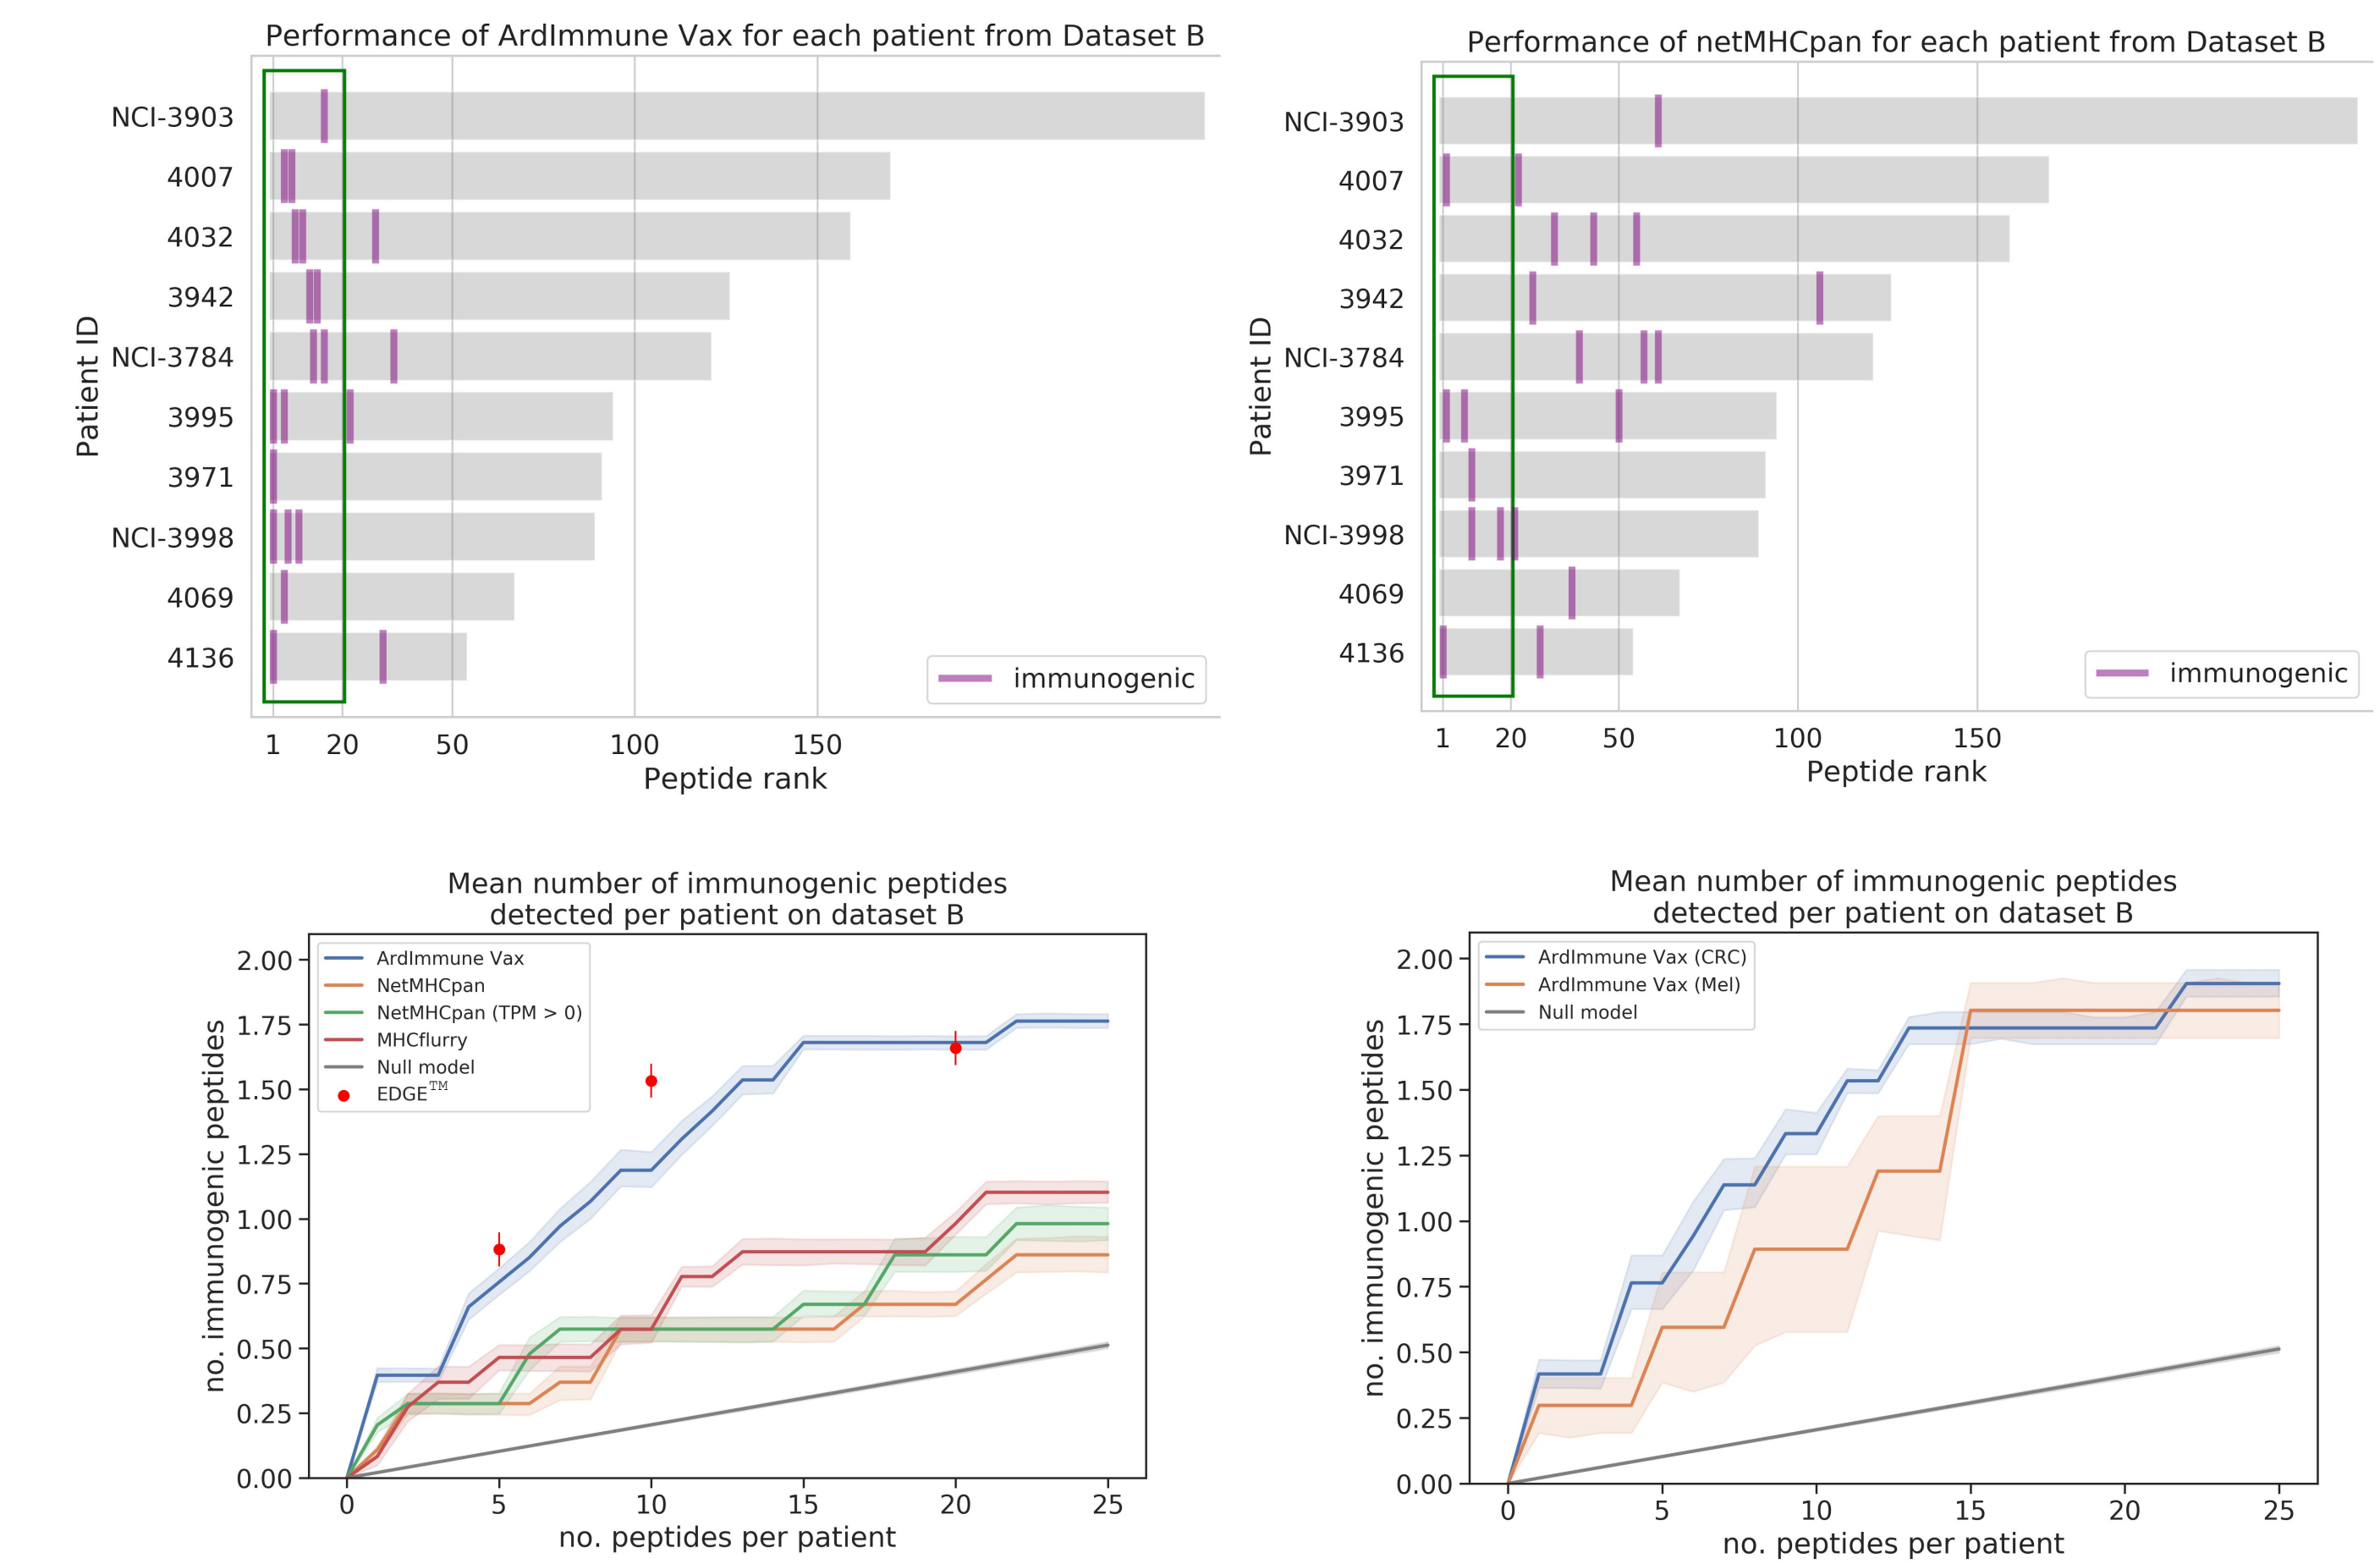 Performance of ArdImmune Vax for each patient from Dataset B
Patient ID
NCI-3903
4007
4032
3942
NCI-3784
3995
3971
NCI-3998
4069
4136
immunogenic
1 20 50 100 150
Peptide rank
Performance of netMHCpan for each patient from Dataset B
Patient ID
NCI-3903
4007
4032
3942
NCI-3784
3995
3971
NCI-3998
4069
4136
immunogenic
1 20 50 100 150
Peptide rank
Mean number of immunogenic peptides
detected per patient on dataset B
no. immunogenic peptides
2.00
1.75
1.50
1.25
1.00
0.75
0.50
0.25
0.00
ArdImmune Vax
NetMHCpan
NetMHCpan (TPM > 0)
MHCflurry
Null model
EDGE™
0 5 10 15 20 25
no. peptides per patient
Mean number of immunogenic peptides
detected per patient on dataset B
no. immunogenic peptides
2.00
1.75
1.50
1.25
1.00
0.75
0.50
0.25
0.00
ArdImmune Vax (CRC)
ArdImmune Vax (Mel)
Null model
0 5 10 15 20 25
no. peptides per patient